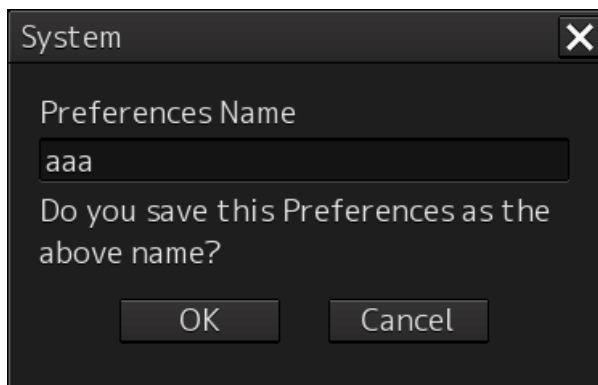 System
Preferences Name
aaa
Do you save this Preferences as the
above name?
OK Cancel